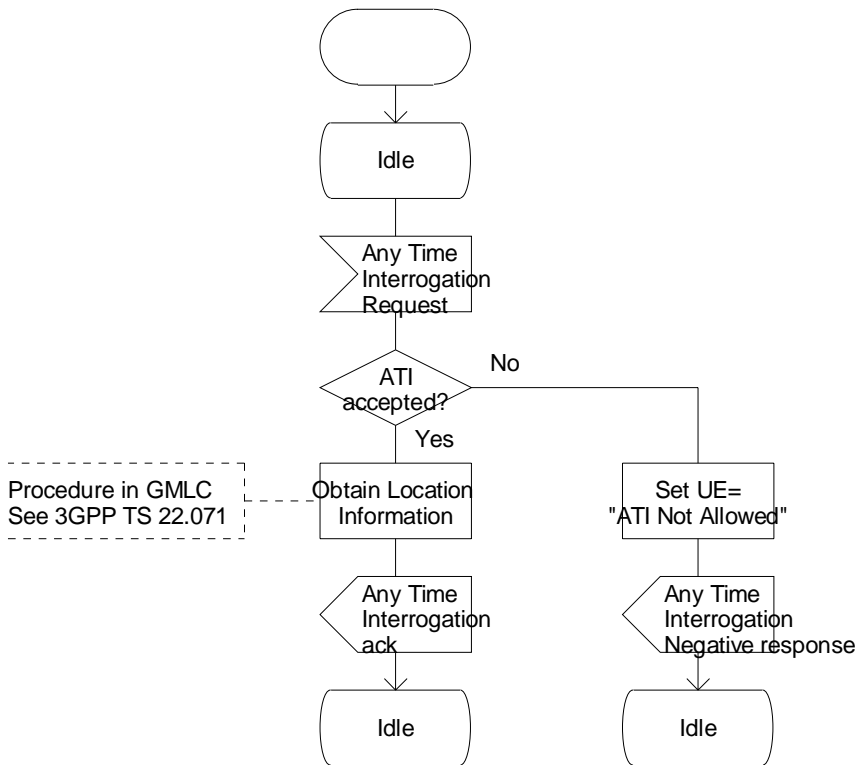 Idle
Any Time
Interrogation
Request
ATI
accepted?
No
Yes
Procedure in GMLC
See 3GPP TS 22.071
Obtain Location
Information
Set UE=
"ATI Not Allowed"
Any Time
Interrogation
ack
Any Time
Interrogation
Negative response
Idle
Idle